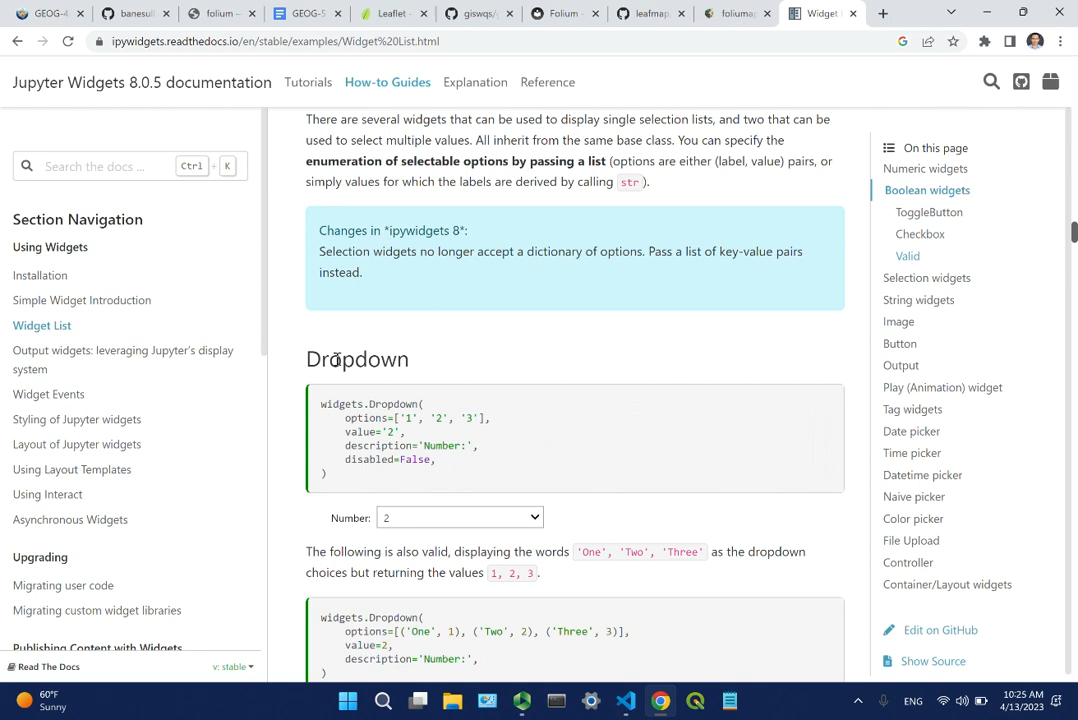 GEOG-4
banesull
folium —
GEOG-5
Leaflet -
giswqs/g
Folium -
leafmap.
foliumap
Widget
ipywidgets.readthedocs.io/en/stable/examples/Widget%20List.html
Jupyter Widgets 8.0.5 documentation
Tutorials
How-to Guides
Explanation
Reference
Search the docs ...
Ctrl + K
Section Navigation
Using Widgets
Installation
Simple Widget Introduction
Widget List
Output widgets: leveraging Jupyter's display
system
Widget Events
Styling of Jupyter widgets
Layout of Jupyter widgets
Using Layout Templates
Using Interact
Asynchronous Widgets
Upgrading
Migrating user code
Migrating custom widget libraries
Publishing Content with Widgets
Read The Docs
v: stable
There are several widgets that can be used to display single selection lists, and two that can be
used to select multiple values. All inherit from the same base class. You can specify the
enumeration of selectable options by passing a list (options are either (label, value) pairs, or
simply values for which the labels are derived by calling str ).
Changes in *ipywidgets 8*:
Selection widgets no longer accept a dictionary of options. Pass a list of key-value pairs
instead.
Dropdown
widgets.Dropdown(
options=['1', '2', '3'],
value='2',
description='Number:',
disabled=False,
)
Number: 2
The following is also valid, displaying the words 'One', 'Two', 'Three' as the dropdown
choices but returning the values 1, 2, 3 .
widgets.Dropdown(
options=[('One', 1), ('Two', 2), ('Three', 3)],
value=2,
description='Number:',
)
On this page
Numeric widgets
Boolean widgets
ToggleButton
Checkbox
Valid
Selection widgets
String widgets
Image
Button
Output
Play (Animation) widget
Tag widgets
Date picker
Time picker
Datetime picker
Naive picker
Color picker
File Upload
Controller
Container/Layout widgets
Edit on GitHub
Show Source
60°F
Sunny
ENG
10:25 AM
4/13/2023